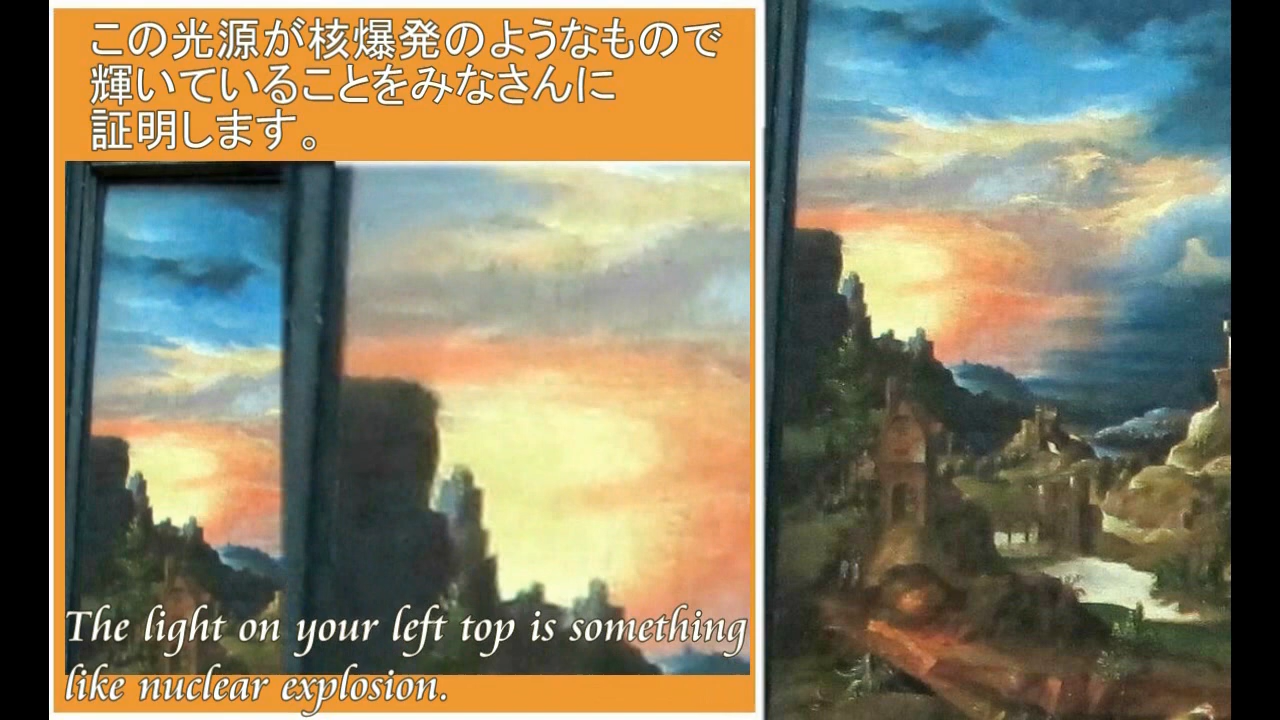 この光源が核爆発のようなもので
輝いていることをみなさんに
証明します。
The light on your left top is something
like nuclear explosion.